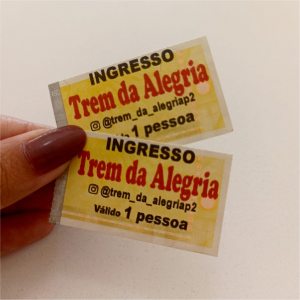 INGRESSO
Trem da Alegria
@trem_da_alegriap2
1 pessoa
INGRESSO
Trem da Alegria
@trem_da_alegriap2
Válido 1 pessoa